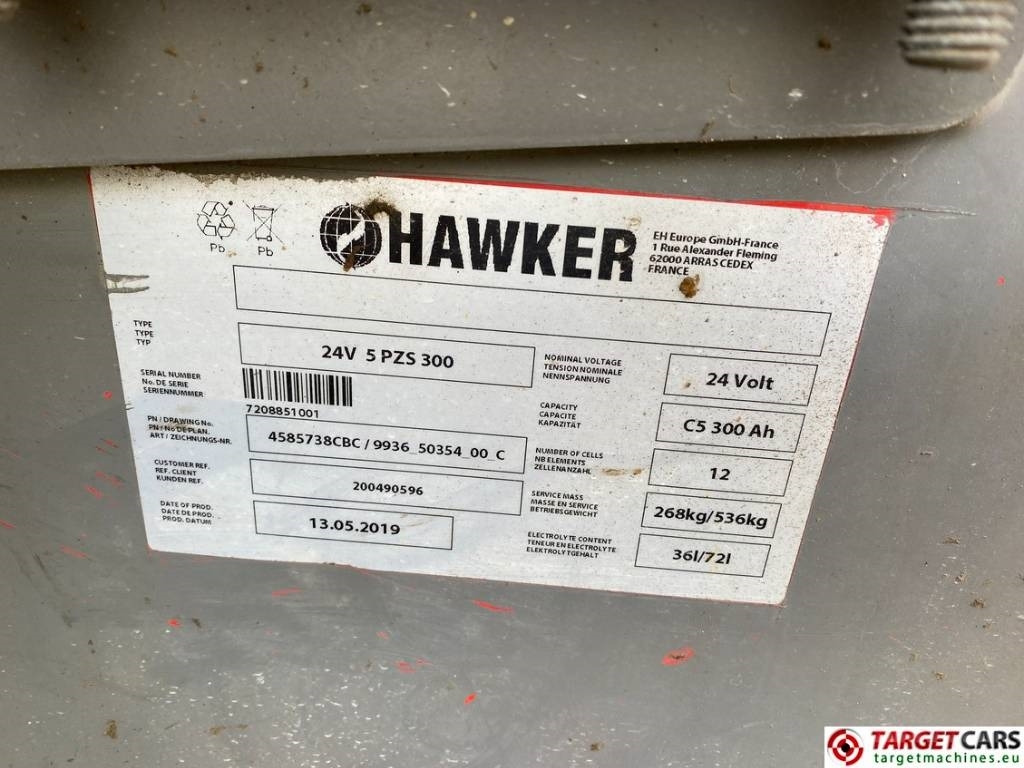 Pb
Pb
HAWKER
EH Europe GmbH-France
1 Rue Alexander Fleming
62000 ARRAS CEDEX
FRANCE
TYPE
TYPE
TYP
24V 5 PZS 300
SERIAL NUMBER
No. DE SERIE
SERIENNUMMER
7208851001
PN / DRAWING No.
PN / No DE PLAN.
ART / ZEICHNUNGS-NR.
4585738CBC / 9936_50354_00_C
CUSTOMER REF.
REF. CLIENT
KUNDEN REF.
200490596
DATE OF PROD.
DATE DE PROD.
PROD. DATUM
13.05.2019
NOMINAL VOLTAGE
TENSION NOMINALE
NENNSPANNUNG
24 Volt
CAPACITY
CAPACITE
KAPAZITÄT
C5 300 Ah
NUMBER OF CELLS
NB ELEMENTS
ZELLENANZAHL
12
SERVICE MASS
MASSE EN SERVICE
BETRIEBSGEWICHT
268kg/536kg
ELECTROLYTE CONTENT
TENEUR EN ELECTROLYTE
ELEKTROLYTGEHALT
36l/72l
TARGETCARS
targetmachines.eu